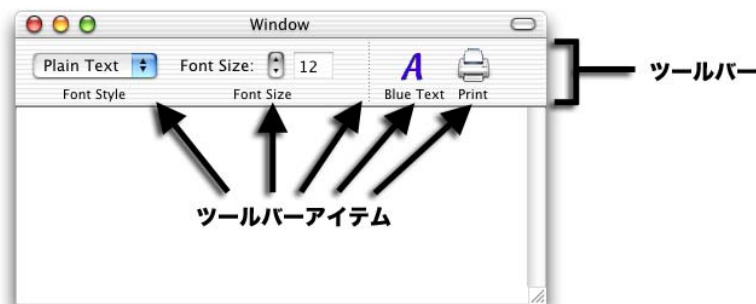 Window
Plain Text
Font Size:
12
A
Font Style
Font Size
Blue Text
Print
ツールバー
ツールバーアイテム